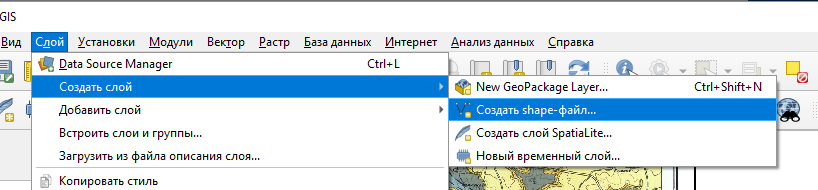 GIS
Вид Слой Установки Модули Вектор Растр База данных Интернет Анализ данных Справка
Data Source Manager Ctrl+L
Создать слой
Добавить слой
Встроить слои и группы...
Загрузить из файла описания слоя...
Копировать стиль
New GeoPackage Layer... Ctrl+Shift+N
Создать shape-файл...
Создать слой SpatiaLite...
Новый временный слой...